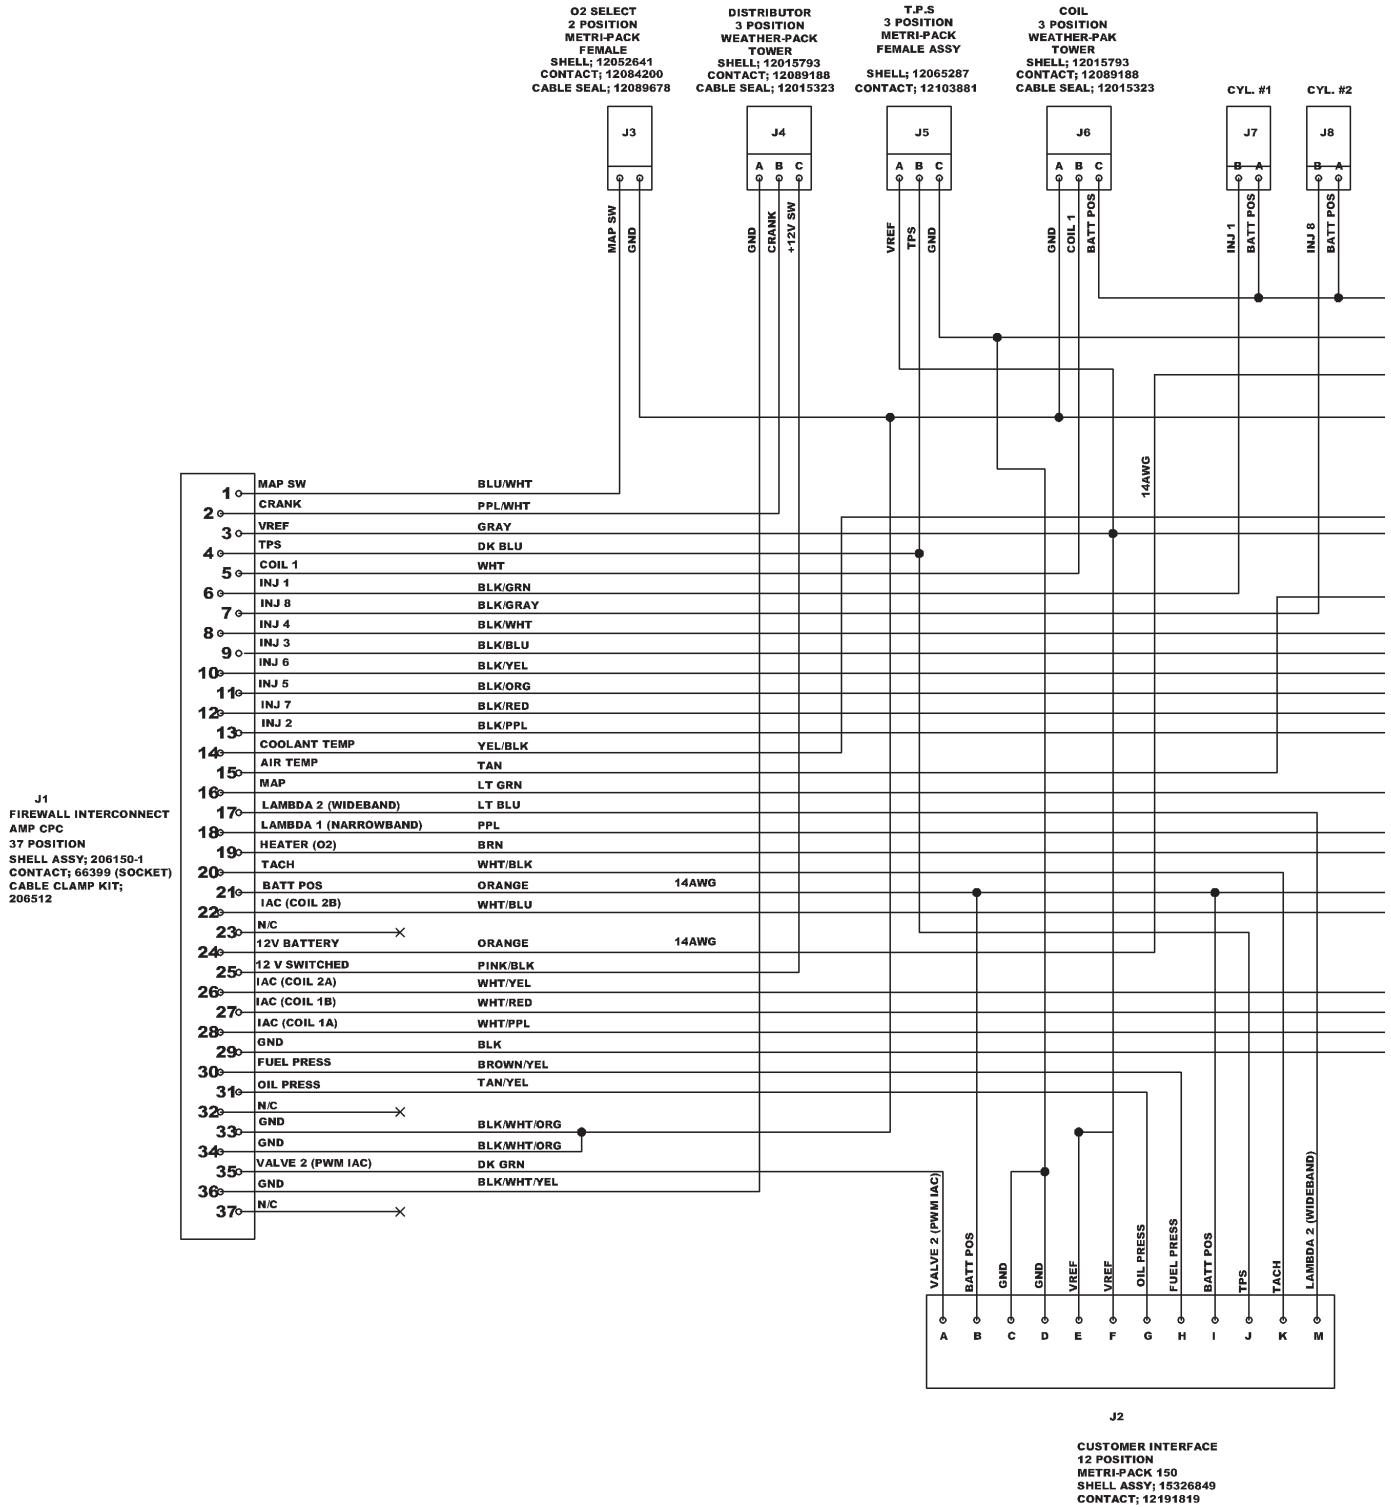 O2 SELECT
2 POSITION
METRI-PACK
FEMALE
SHELL; 12052641
CONTACT; 12084200
CABLE SEAL; 12089678
DISTRIBUTOR
3 POSITION
WEATHER-PACK
TOWER
SHELL; 12015793
CONTACT; 12089188
CABLE SEAL; 12015323
T.P.S
3 POSITION
METRI-PACK
FEMALE ASSY
SHELL; 12065287
CONTACT; 12103881
COIL
3 POSITION
WEATHER-PAK
TOWER
SHELL; 12015793
CONTACT; 12089188
CABLE SEAL; 12015323
CYL. #1
CYL. #2
J3
J4
J5
J6
J7
J8
A B C
A B C
A B C
B A
B A
MAP SW
GND
GND
CRANK
+12V SW
VREF
TPS
GND
GND
COIL 1
BATT POS
INJ 1
BATT POS
INJ 8
BATT POS
14AWG
1 MAP SW BLU/WHT
2 CRANK PPL/WHT
3 VREF GRAY
4 TPS DK BLU
5 COIL 1 WHT
6 INJ 1 BLK/GRN
7 INJ 8 BLK/GRAY
8 INJ 4 BLK/WHT
9 INJ 3 BLK/BLU
10 INJ 6 BLK/YEL
11 INJ 5 BLK/ORG
12 INJ 7 BLK/RED
13 INJ 2 BLK/PPL
14 COOLANT TEMP YEL/BLK
15 AIR TEMP TAN
16 MAP LT GRN
17 LAMBDA 2 (WIDEBAND) LT BLU
18 LAMBDA 1 (NARROWBAND) PPL
19 HEATER (O2) BRN
20 TACH WHT/BLK
21 BATT POS ORANGE 14AWG
22 IAC (COIL 2B) WHT/BLU
23 N/C
24 12V BATTERY ORANGE 14AWG
25 12 V SWITCHED PINK/BLK
26 IAC (COIL 2A) WHT/YEL
27 IAC (COIL 1B) WHT/RED
28 IAC (COIL 1A) WHT/PPL
29 GND BLK
30 FUEL PRESS BROWN/YEL
31 OIL PRESS TAN/YEL
32 N/C
33 GND BLK/WHT/ORG
34 GND BLK/WHT/ORG
35 VALVE 2 (PWM IAC) DK GRN
36 GND BLK/WHT/YEL
37 N/C
J1
FIREWALL INTERCONNECT
AMP CPC
37 POSITION
SHELL ASSY; 206150-1
CONTACT; 66399 (SOCKET)
CABLE CLAMP KIT;
206512
VALVE 2 (PWM IAC)
BATT POS
GND
GND
VREF
VREF
OIL PRESS
FUEL PRESS
BATT POS
TPS
TACH
LAMBDA 2 (WIDEBAND)
A B C D E F G H I J K M
J2
CUSTOMER INTERFACE
12 POSITION
METRI-PACK 150
SHELL ASSY; 15326849
CONTACT; 12191819